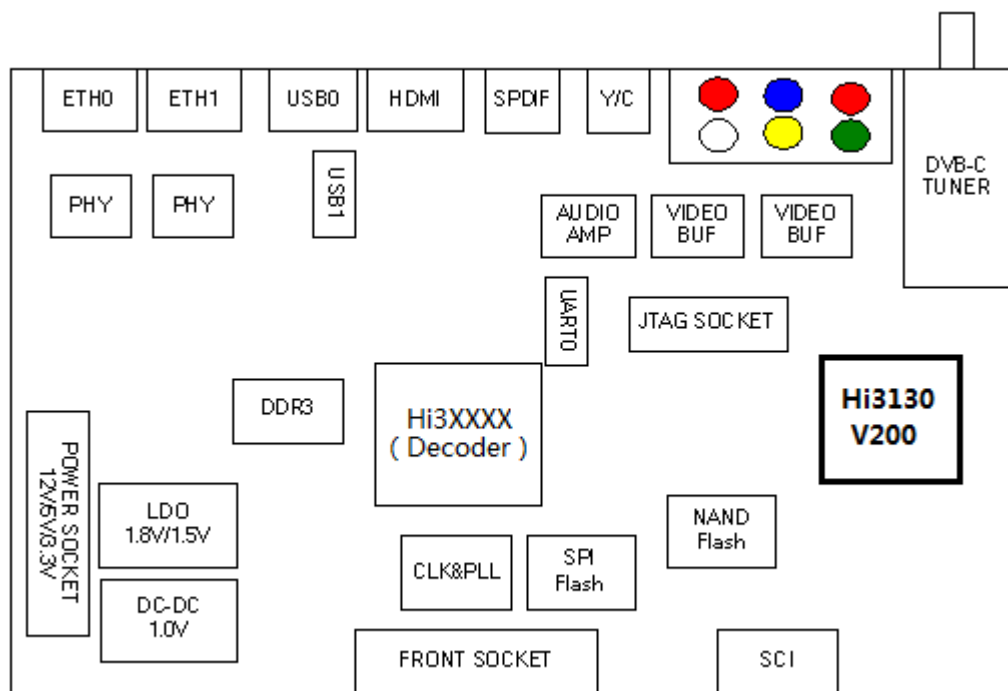 ETH0
ETH1
USB0
HDMI
SPDIF
Y/C
DVB-C
TUNER
PHY
PHY
USB1
AUDIO
AMP
VIDEO
BUF
VIDEO
BUF
UART0
JTAG SOCKET
DDR3
Hi3XXXX
( Decoder )
Hi3130
V200
POWER SOCKET
12V/5V/3.3V
LDO
1.8V/1.5V
NAND
Flash
CLK&PLL
SPI
Flash
DC-DC
1.0V
FRONT SOCKET
SCI